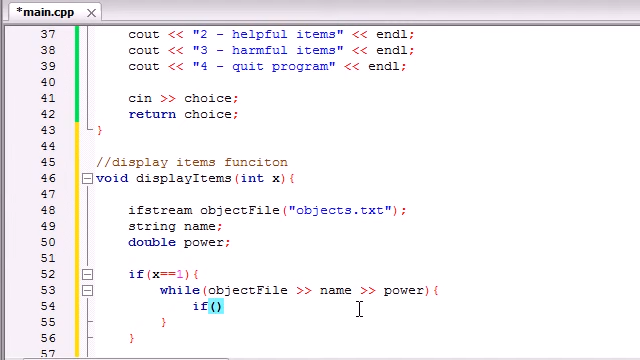 *main.cpp
37 cout << "2 - helpful items" << endl;
38 cout << "3 - harmful items" << endl;
39 cout << "4 - quit program" << endl;
40
41 cin >> choice;
42 return choice;
43 }
44
45 //display items funciton
46 void displayItems(int x){
47
48 ifstream objectFile("objects.txt");
49 string name;
50 double power;
51
52 if(x==1){
53 while(objectFile >> name >> power){
54 if()
55 }
56 }
57